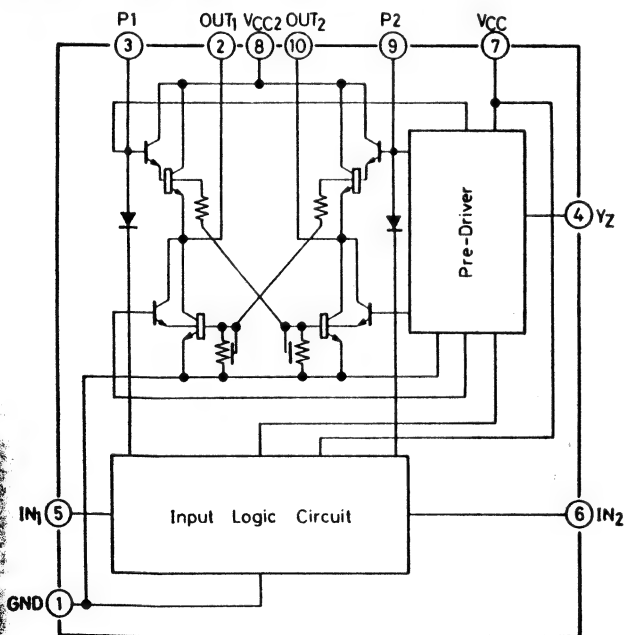 P1 OUT1 VCC2 OUT2 P2 VCC
3 2 8 10 9 7
Pre-Driver
4 YZ
IN1 5 Input Logic Circuit 6 IN2
GND 1